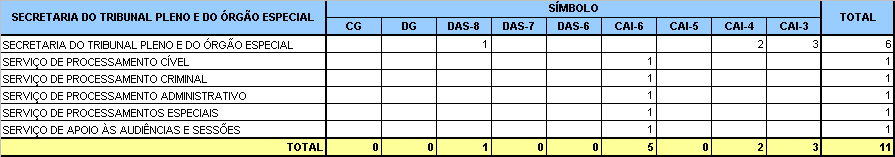 SECRETARIA DO TRIBUNAL PLENO E DO ÓRGÃO ESPECIAL SÍMBOLO TOTAL
CG DG DAS-8 DAS-7 DAS-6 CAI-6 CAI-5 CAI-4 CAI-3
SECRETARIA DO TRIBUNAL PLENO E DO ÓRGÃO ESPECIAL 1 2 3 6
SERVIÇO DE PROCESSAMENTO CÍVEL 1 1
SERVIÇO DE PROCESSAMENTO CRIMINAL 1 1
SERVIÇO DE PROCESSAMENTO ADMINISTRATIVO 1 1
SERVIÇO DE PROCESSAMENTOS ESPECIAIS 1 1
SERVIÇO DE APOIO ÀS AUDIÊNCIAS E SESSÕES 1 1
TOTAL 0 0 1 0 0 5 0 2 3 11